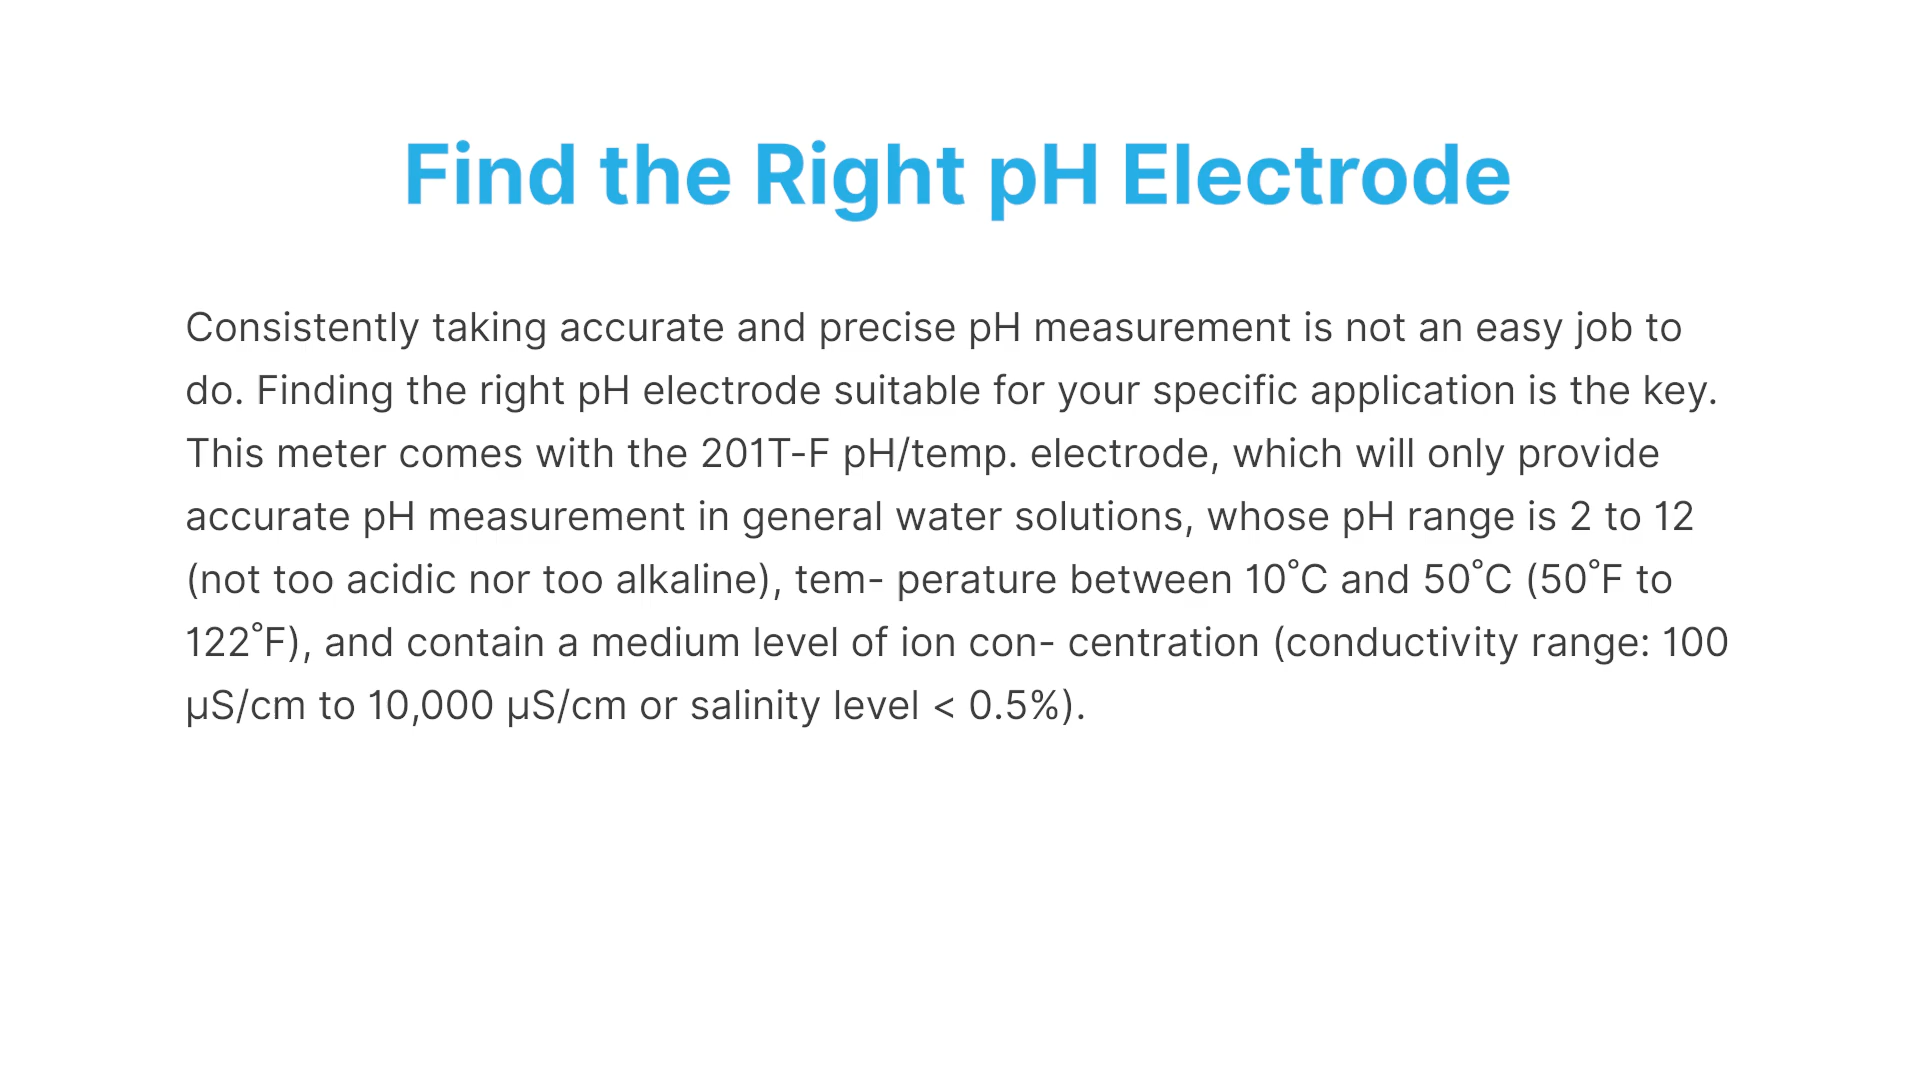 Find the Right pH Electrode
Consistently taking accurate and precise pH measurement is not an easy job to
do. Finding the right pH electrode suitable for your specific application is the key.
This meter comes with the 201T-F pH/temp. electrode, which will only provide
accurate pH measurement in general water solutions, whose pH range is 2 to 12
(not too acidic nor too alkaline), tem- perature between 10˚C and 50˚C (50˚F to
122˚F), and contain a medium level of ion con- centration (conductivity range: 100
µS/cm to 10,000 µS/cm or salinity level < 0.5%).